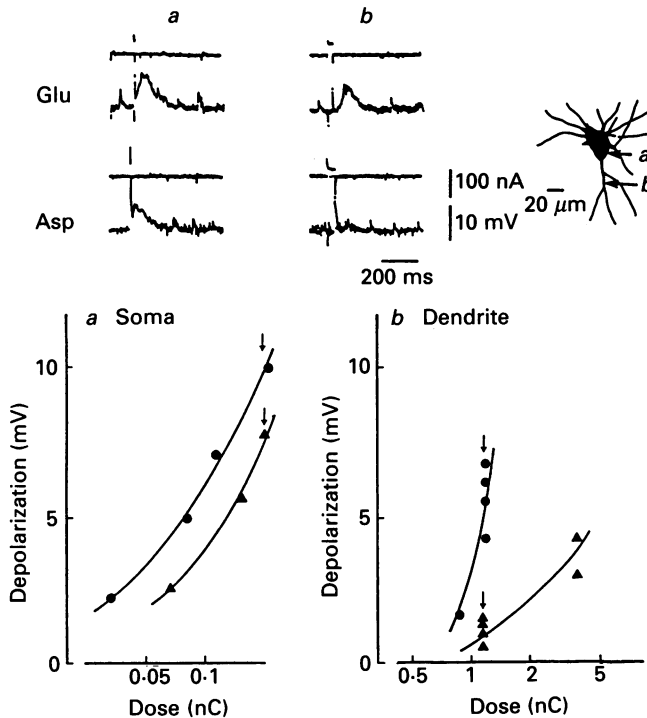 a b
Glu
a
b
100 nA
20 μm
Asp
10 mV
200 ms
a Soma
b Dendrite
Depolarization (mV)
10
5
0
0·05 0·1
Dose (nC)
Depolarization (mV)
10
5
0
0·5 1 2 5
Dose (nC)